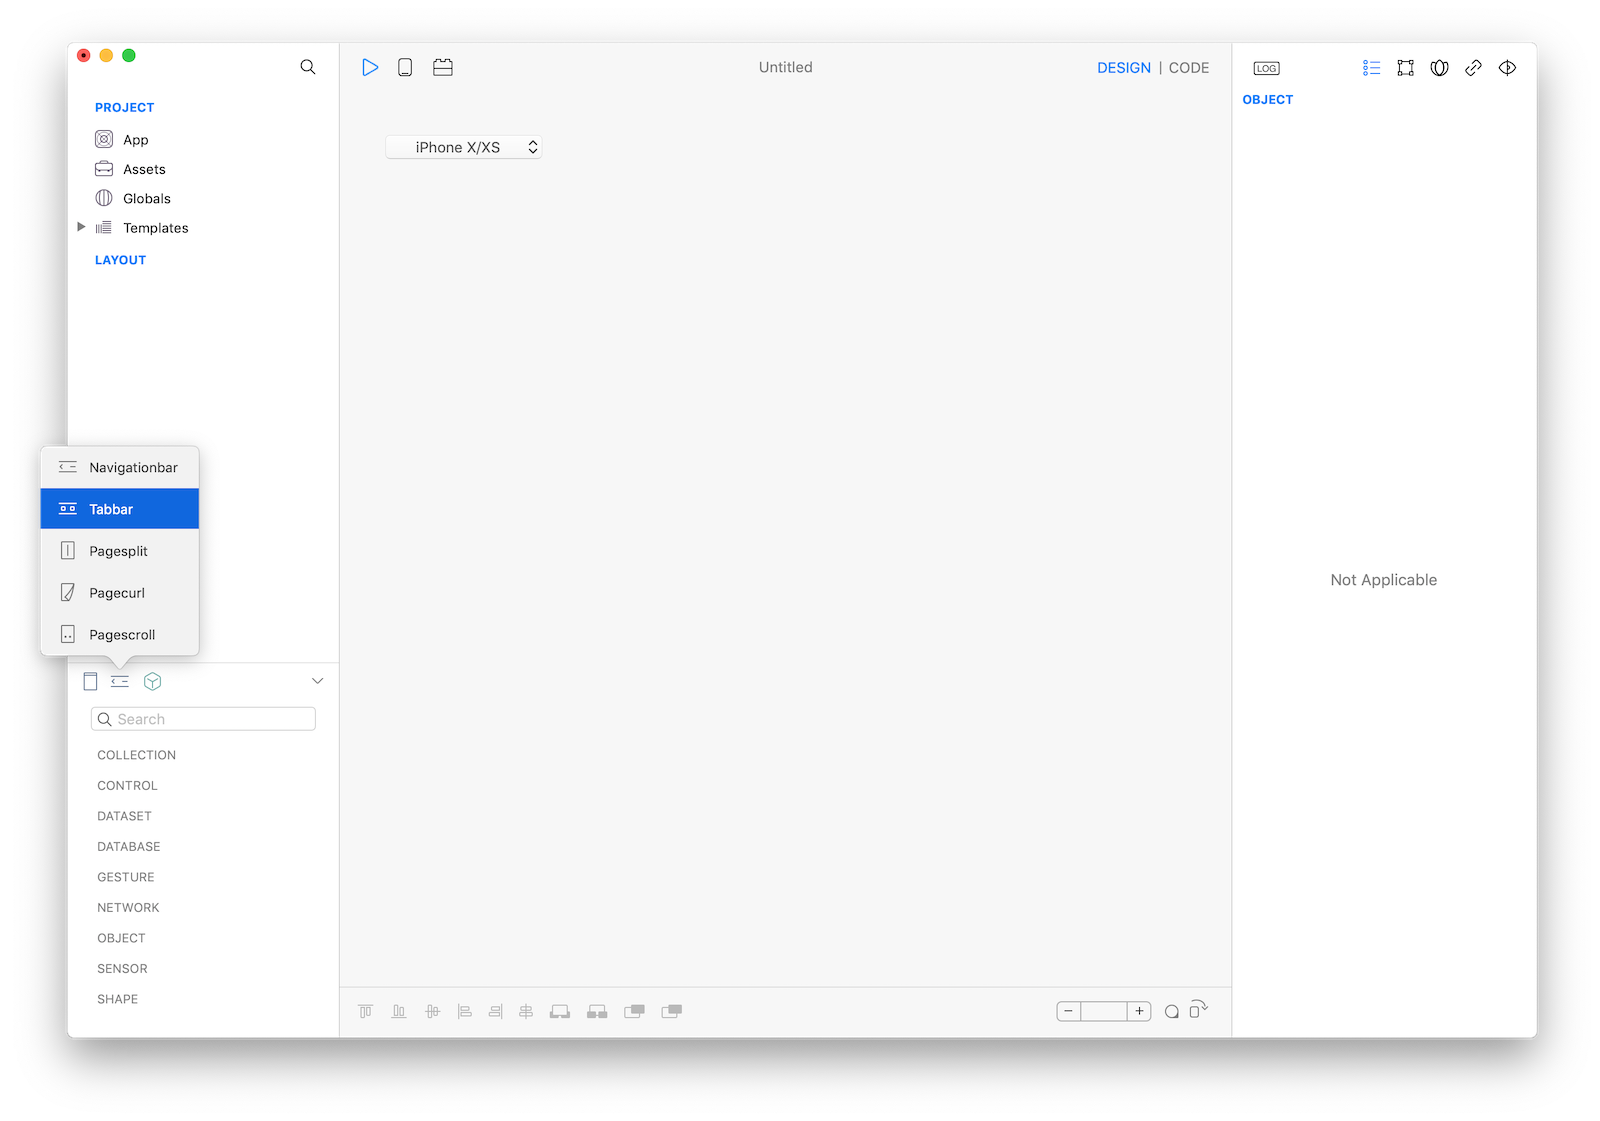 Untitled
DESIGN | CODE
LOG
PROJECT
App
Assets
Globals
Templates
LAYOUT
iPhone X/XS
OBJECT
Not Applicable
Navigationbar
Tabbar
Pagesplit
Pagecurl
Pagescroll
Search
COLLECTION
CONTROL
DATASET
DATABASE
GESTURE
NETWORK
OBJECT
SENSOR
SHAPE